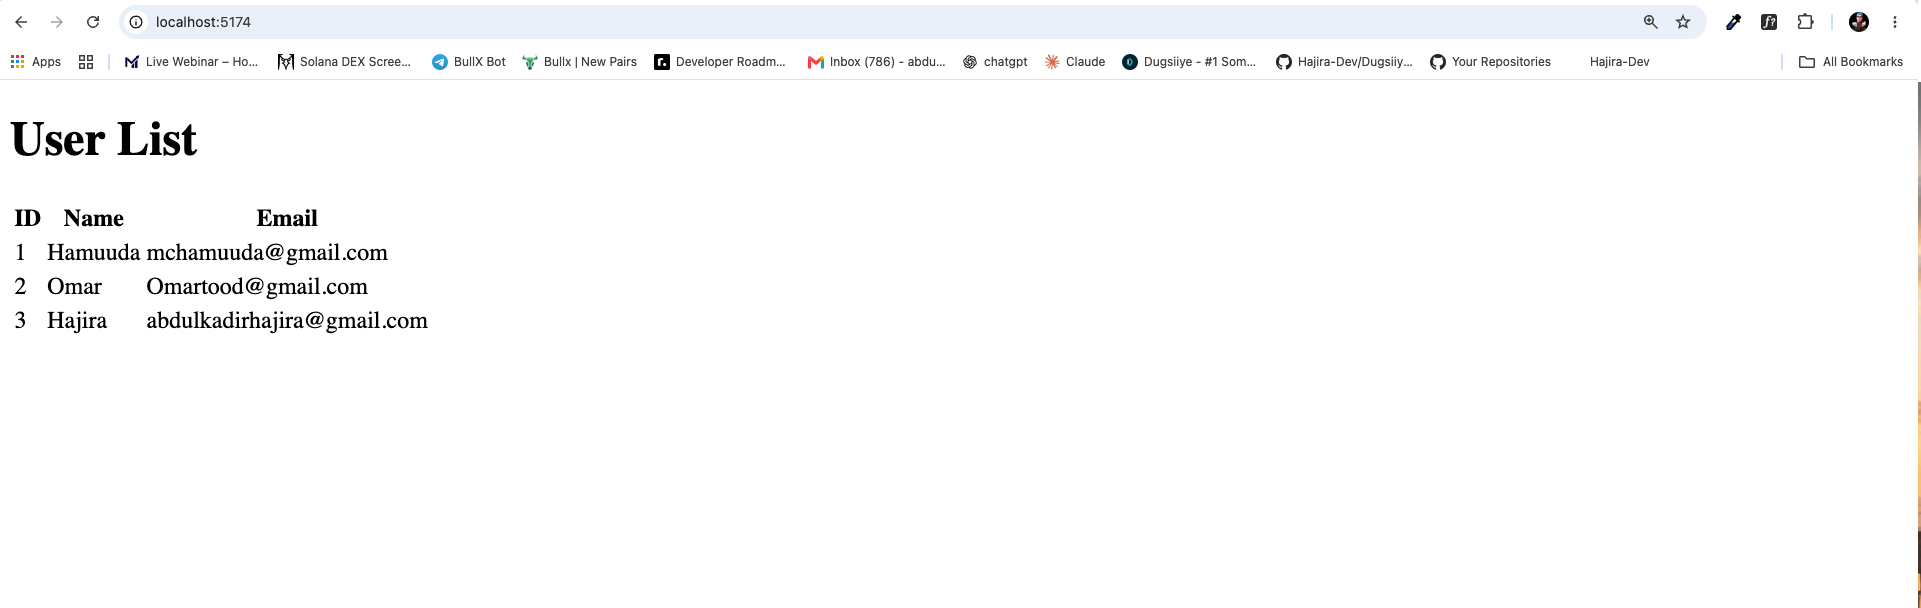 localhost:5174
Apps Live Webinar – Ho... Solana DEX Scree... BullX Bot Bullx | New Pairs Developer Roadm... Inbox (786) - abdu... chatgpt Claude Dugsiiye - #1 Som... Hajira-Dev/Dugsiiy... Your Repositories Hajira-Dev All Bookmarks
User List
ID Name Email
1 Hamuuda mchamuuda@gmail.com
2 Omar Omartood@gmail.com
3 Hajira abdulkadirhajira@gmail.com